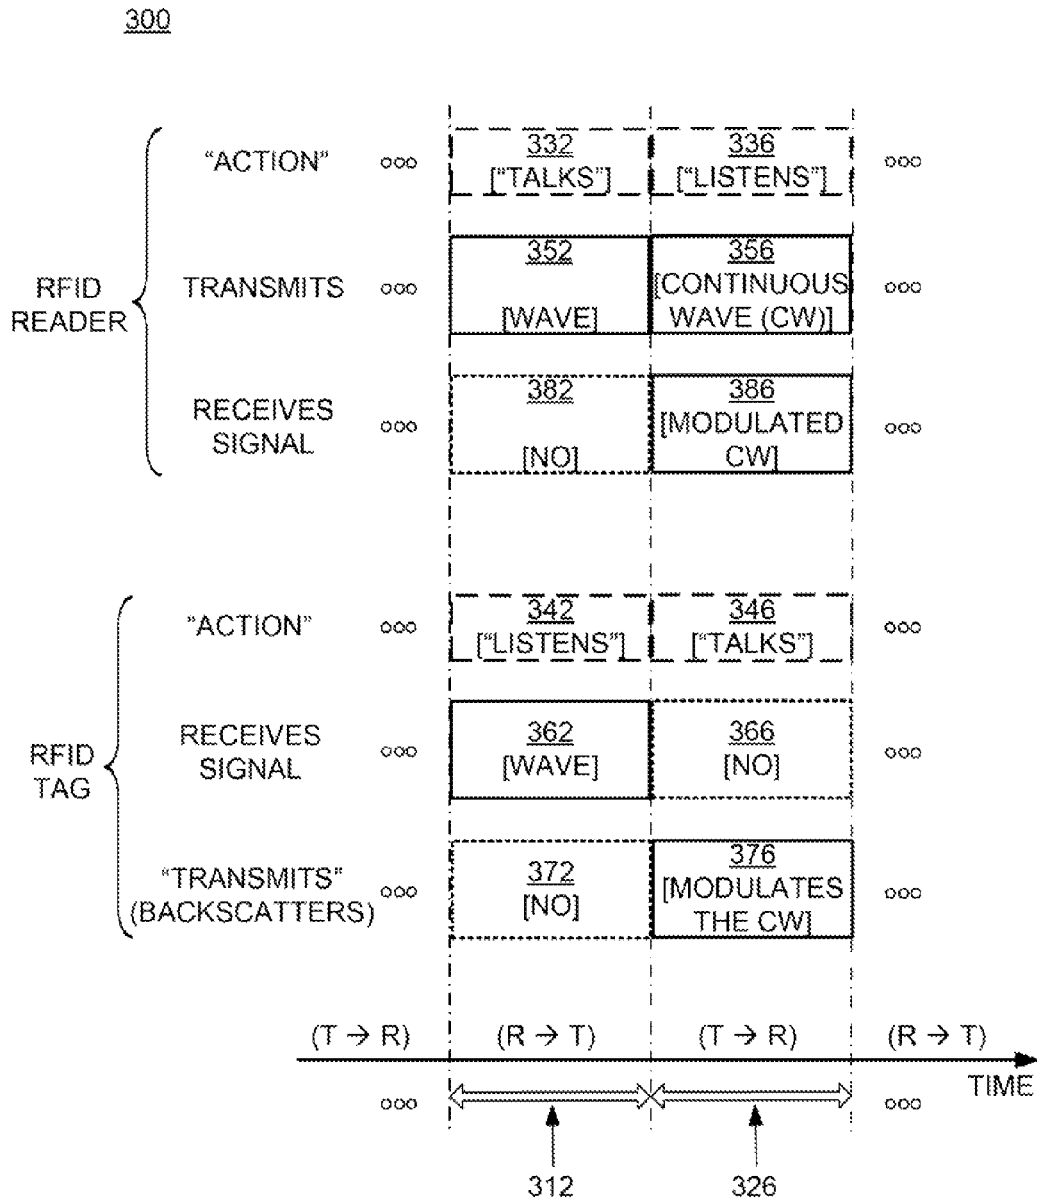 300
"ACTION" ooo 332 ["TALKS"] 336 ["LISTENS"] ooo
RFID READER
TRANSMITS ooo 352 [WAVE] 356 [CONTINUOUS WAVE (CW)] ooo
RECEIVES SIGNAL ooo 382 [NO] 386 [MODULATED CW] ooo
"ACTION" ooo 342 ["LISTENS"] 346 ["TALKS"] ooo
RFID TAG
RECEIVES SIGNAL ooo 362 [WAVE] 366 [NO] ooo
"TRANSMITS" (BACKSCATTERS) ooo 372 [NO] 376 [MODULATES THE CW] ooo
(T → R) (R → T) (T → R) (R → T)
TIME
ooo ooo
312 326